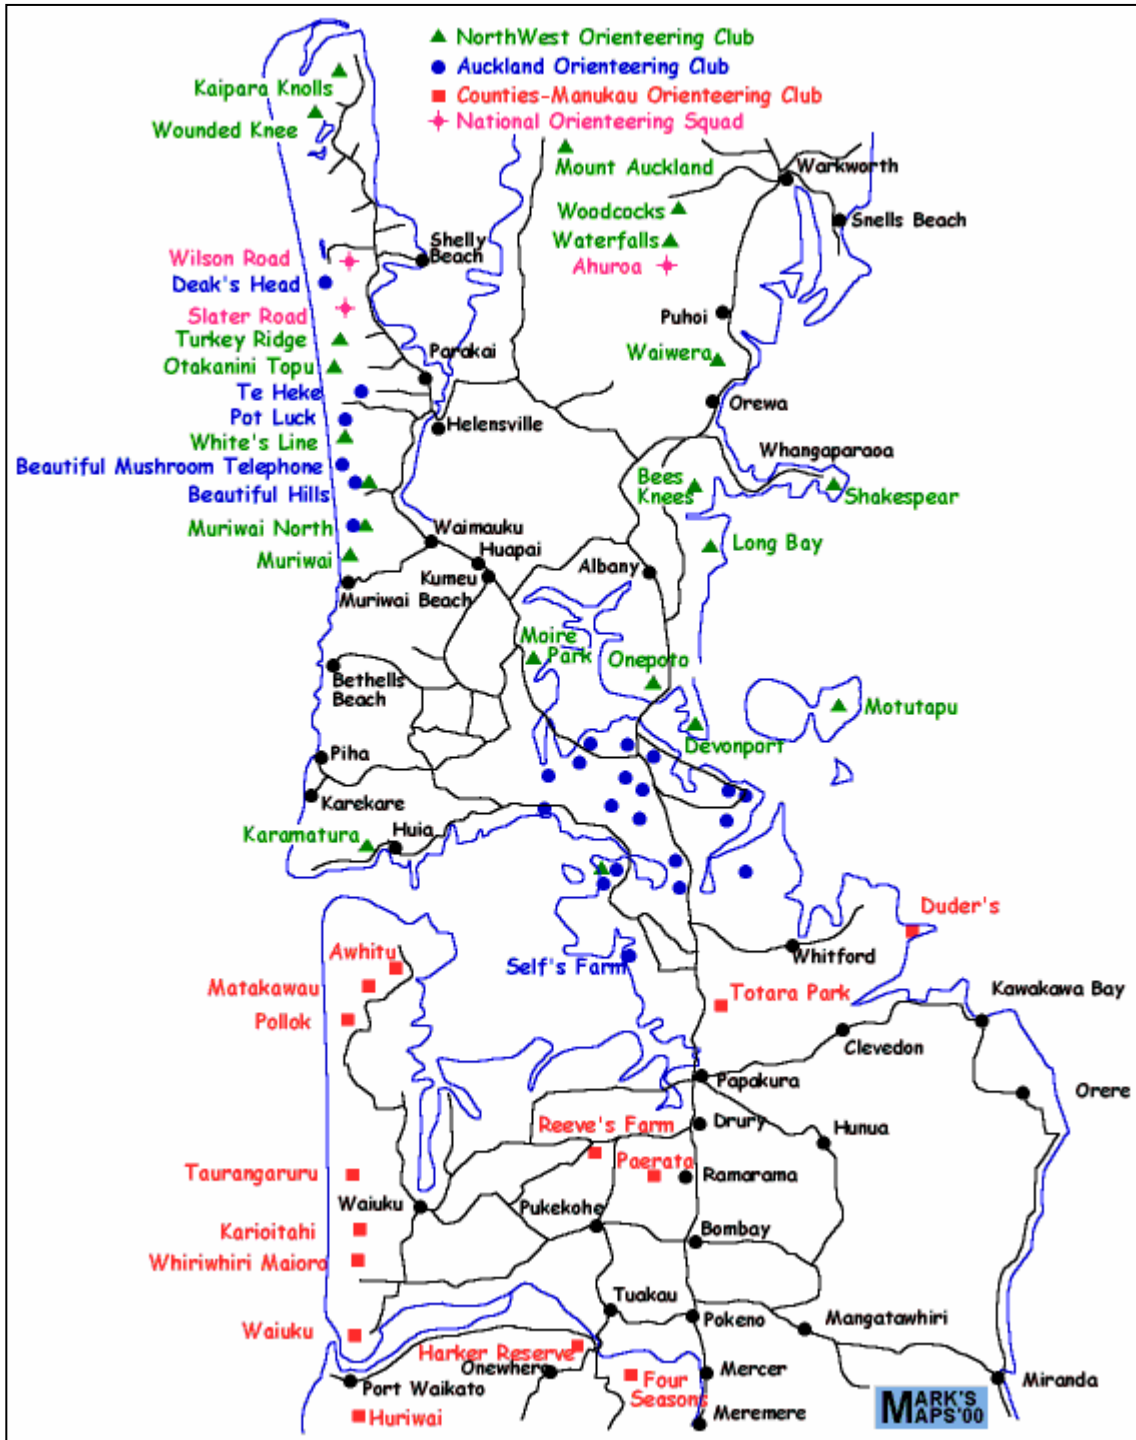 NorthWest Orienteering Club
Auckland Orienteering Club
Counties-Manukau Orienteering Club
National Orienteering Squad
Kaipara Knolls
Wounded Knee
Mount Auckland
Warkworth
Woodcocks
Snells Beach
Waterfalls
Ahuroa
Shelly
Beach
Wilson Road
Deak's Head
Slater Road
Puhoi
Turkey Ridge
Waiwera
Parakai
Otakanini Topu
Te Heke
Orewa
Pot Luck
Helensville
White's Line
Whangaparaoa
Beautiful Mushroom Telephone
Bees
Knees
Beautiful Hills
Shakespear
Muriwai North
Waimauku
Long Bay
Huapai
Muriwai
Albany
Kumeu
Muriwai Beach
Moire
Park
Onepoto
Bethells
Beach
Motutapu
Devonport
Piha
Karekare
Karamatura
Huia
Duder's
Awhitu
Whitford
Self's Farm
Matakawau
Totara Park
Kawakawa Bay
Pollok
Clevedon
Papakura
Orere
Reeve's Farm
Drury
Hunua
Paerata
Taurangaruru
Ramarama
Waiuku
Pukekohe
Karioitahi
Bombay
Whiriwhiri Maioro
Tuakau
Pokeno
Mangatawhiri
Waiuku
Harker Reserve
Onewhero
Mercer
Four
Seasons
Miranda
Port Waikato
Huriwai
Meremere
MARK'S
MAPS'00